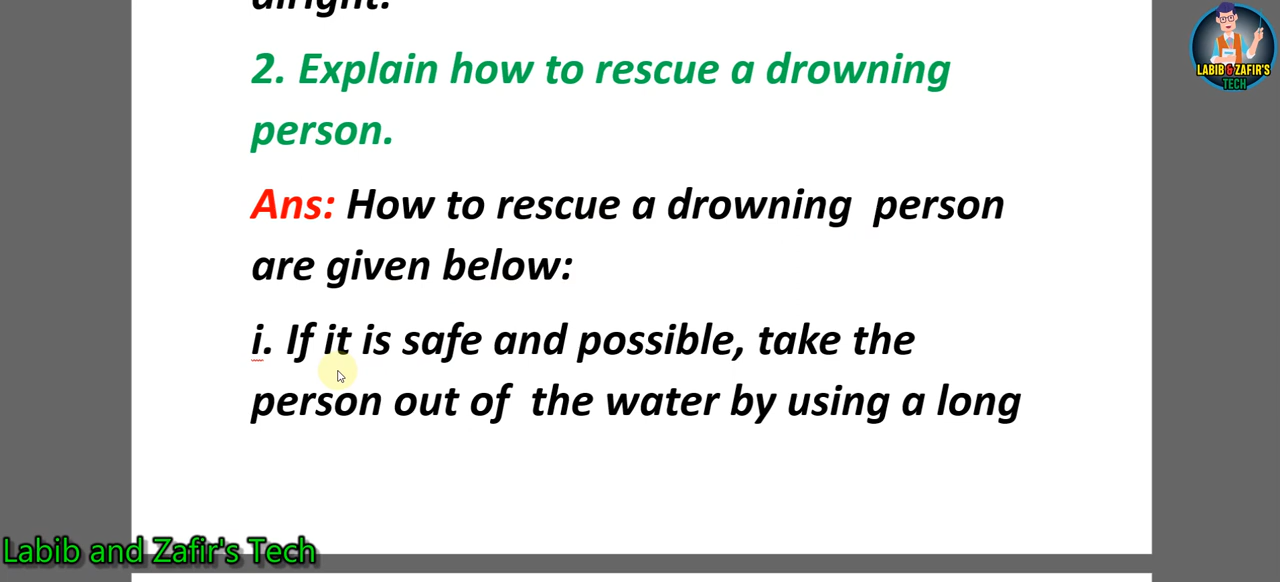 alright.
2. Explain how to rescue a drowning
person.
Ans: How to rescue a drowning person
are given below:
i. If it is safe and possible, take the
person out of the water by using a long
LABIB & ZAFIR'S
TECH
Labib and Zafir's Tech